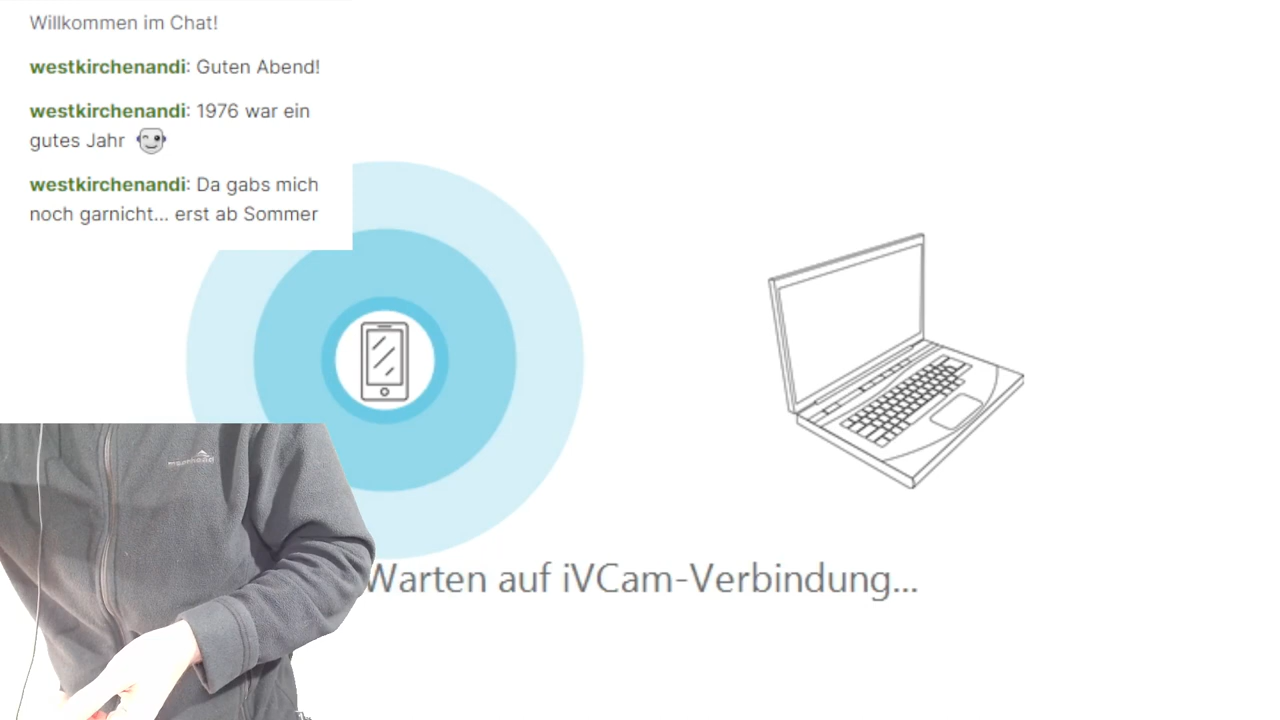 Willkommen im Chat!
westkirchenandi: Guten Abend!
westkirchenandi: 1976 war ein
gutes Jahr
westkirchenandi: Da gabs mich
noch garnicht... erst ab Sommer
Warten auf iVCam-Verbindung...